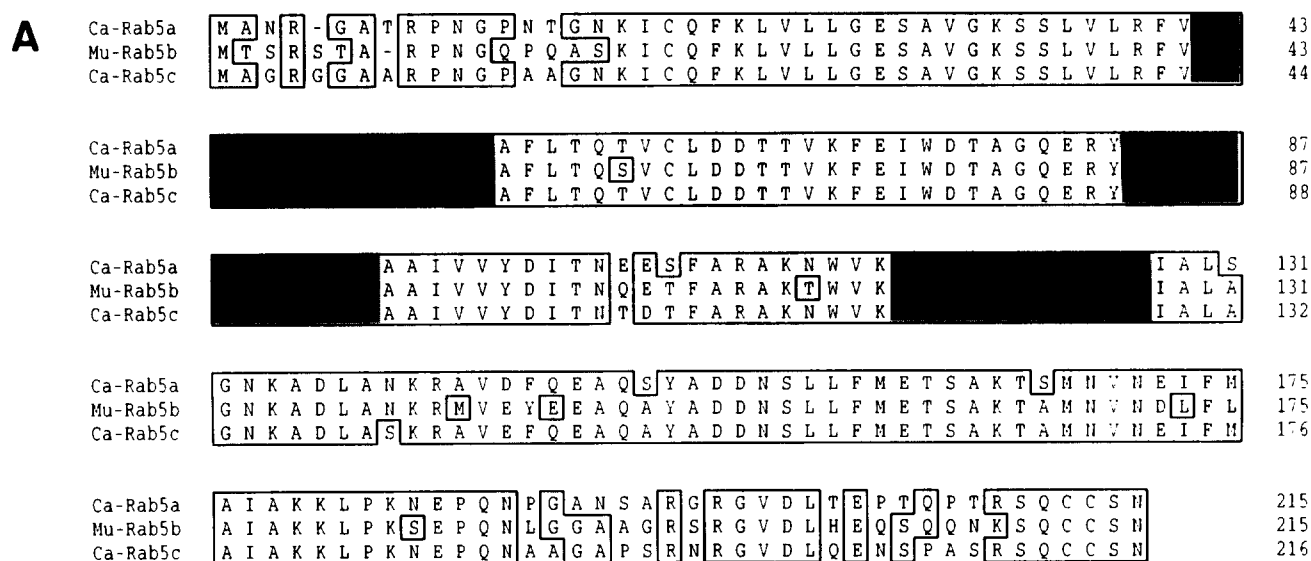 A
Ca-Rab5a M A N R - G A T R P N G P N T G N K I C Q F K L V L L G E S A V G K S S L V L R F V 43
Mu-Rab5b M T S R S T A - R P N G Q P Q A S K I C Q F K L V L L G E S A V G K S S L V L R F V 43
Ca-Rab5c M A G R G G A A R P N G P A A G N K I C Q F K L V L L G E S A V G K S S L V L R F V 44
Ca-Rab5a A F L T Q T V C L D D T T V K F E I W D T A G Q E R Y 87
Mu-Rab5b A F L T Q S V C L D D T T V K F E I W D T A G Q E R Y 87
Ca-Rab5c A F L T Q T V C L D D T T V K F E I W D T A G Q E R Y 88
Ca-Rab5a A A I V V Y D I T N E E S F A R A K N W V K I A L S 131
Mu-Rab5b A A I V V Y D I T N Q E T F A R A K T W V K I A L A 131
Ca-Rab5c A A I V V Y D I T N T D T F A R A K N W V K I A L A 132
Ca-Rab5a G N K A D L A N K R A V D F Q E A Q S Y A D D N S L L F M E T S A K T S M N V N E I F M 175
Mu-Rab5b G N K A D L A N K R M V E Y E E A Q A Y A D D N S L L F M E T S A K T A M N V N D L F L 175
Ca-Rab5c G N K A D L A S K R A V E F Q E A Q A Y A D D N S L L F M E T S A K T A M N V N E I F M 176
Ca-Rab5a A I A K K L P K N E P Q N P G A N S A R G R G V D L T E P T Q P T R S Q C C S N 215
Mu-Rab5b A I A K K L P K S E P Q N L G G A A G R S R G V D L H E Q S Q Q N K S Q C C S N 215
Ca-Rab5c A I A K K L P K N E P Q N A A G A P S R N R G V D L Q E N S P A S R S Q C C S N 216